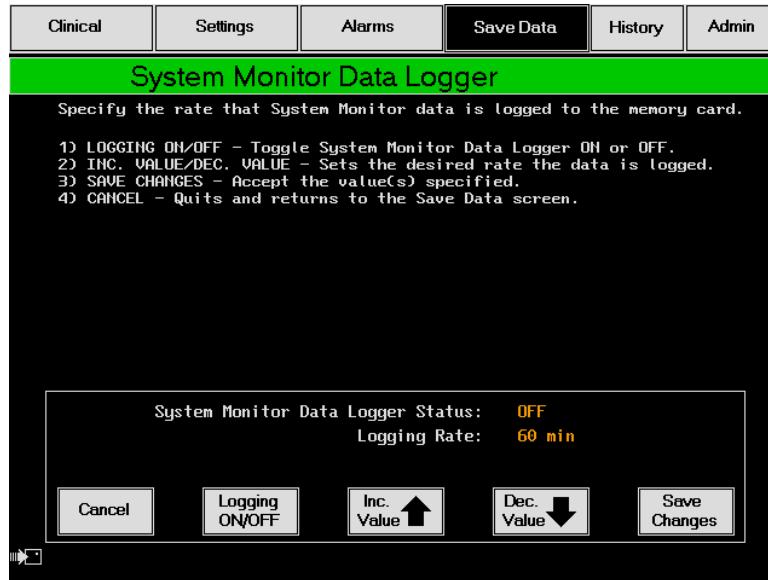 Clinical Settings Alarms Save Data History Admin
System Monitor Data Logger
Specify the rate that System Monitor data is logged to the memory card.
1) LOGGING ON/OFF - Toggle System Monitor Data Logger ON or OFF.
2) INC. VALUE/DEC. VALUE - Sets the desired rate the data is logged.
3) SAVE CHANGES - Accept the value(s) specified.
4) CANCEL - Quits and returns to the Save Data screen.
System Monitor Data Logger Status: OFF
Logging Rate: 60 min
Cancel
Logging
ON/OFF
Inc.
Value
Dec.
Value
Save
Changes